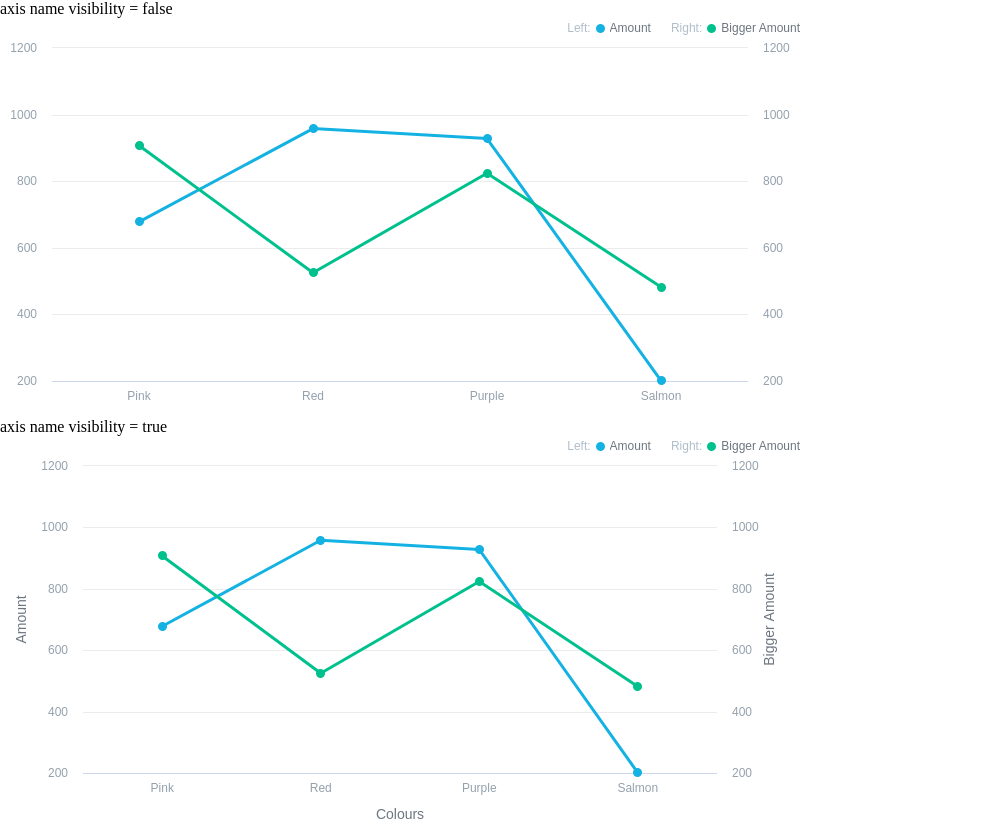 axis name visibility = false
Left: Amount Right: Bigger Amount
1200 1200
1000 1000
800 800
600 600
400 400
200 200
Pink Red Purple Salmon
axis name visibility = true
Left: Amount Right: Bigger Amount
1200 1200
1000 1000
800 800
Amount
Bigger Amount
600 600
400 400
200 200
Pink Red Purple Salmon
Colours